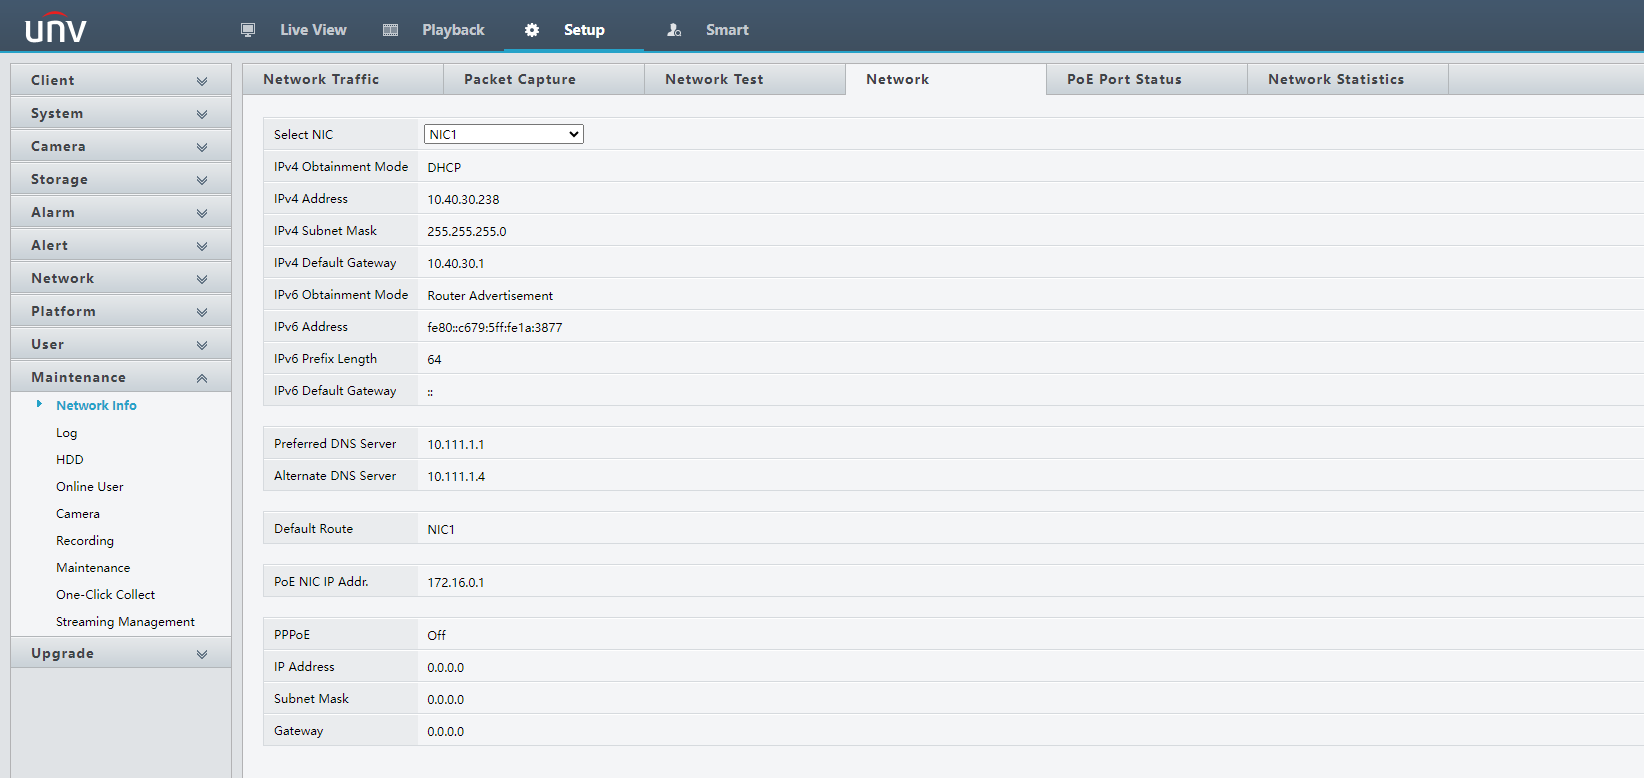 unv
Live View
Playback
Setup
Smart
Client
System
Camera
Storage
Alarm
Alert
Network
Platform
User
Maintenance
Network Info
Log
HDD
Online User
Camera
Recording
Maintenance
One-Click Collect
Streaming Management
Upgrade
Network Traffic
Packet Capture
Network Test
Network
PoE Port Status
Network Statistics
Select NIC NIC1
IPv4 Obtainment Mode DHCP
IPv4 Address 10.40.30.238
IPv4 Subnet Mask 255.255.255.0
IPv4 Default Gateway 10.40.30.1
IPv6 Obtainment Mode Router Advertisement
IPv6 Address fe80::c679:5ff:fe1a:3877
IPv6 Prefix Length 64
IPv6 Default Gateway ::
Preferred DNS Server 10.111.1.1
Alternate DNS Server 10.111.1.4
Default Route NIC1
PoE NIC IP Addr. 172.16.0.1
PPPoE Off
IP Address 0.0.0.0
Subnet Mask 0.0.0.0
Gateway 0.0.0.0